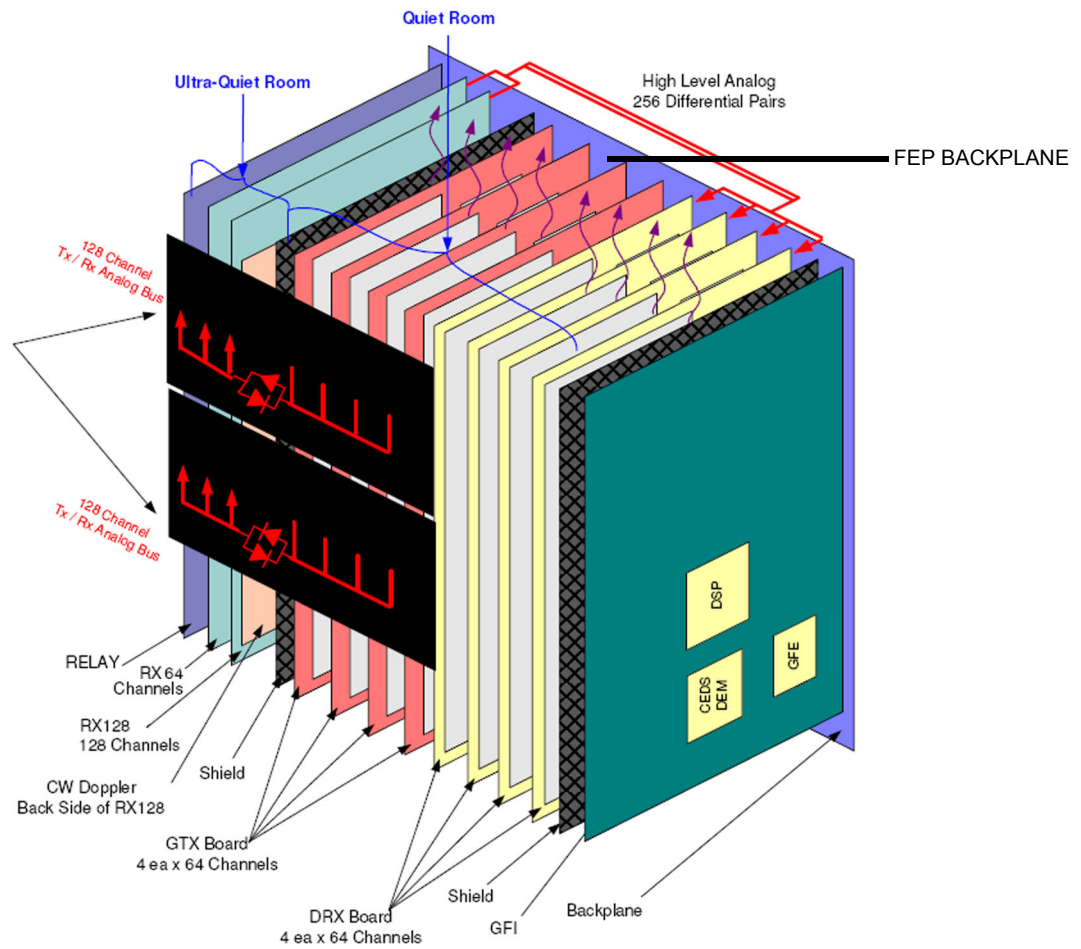 Quiet Room
Ultra-Quiet Room
High Level Analog
256 Differential Pairs
FEP BACKPLANE
128 Channel
Tx / Rx Analog Bus
128 Channel
Tx / Rx Analog Bus
DSP
GFE
CEDS
DEM
RELAY
RX 64
Channels
RX128
128 Channels
Shield
CW Doppler
Back Side of RX128
GTX Board
4 ea x 64 Channels
Shield
DRX Board
4 ea x 64 Channels
GFI
Backplane